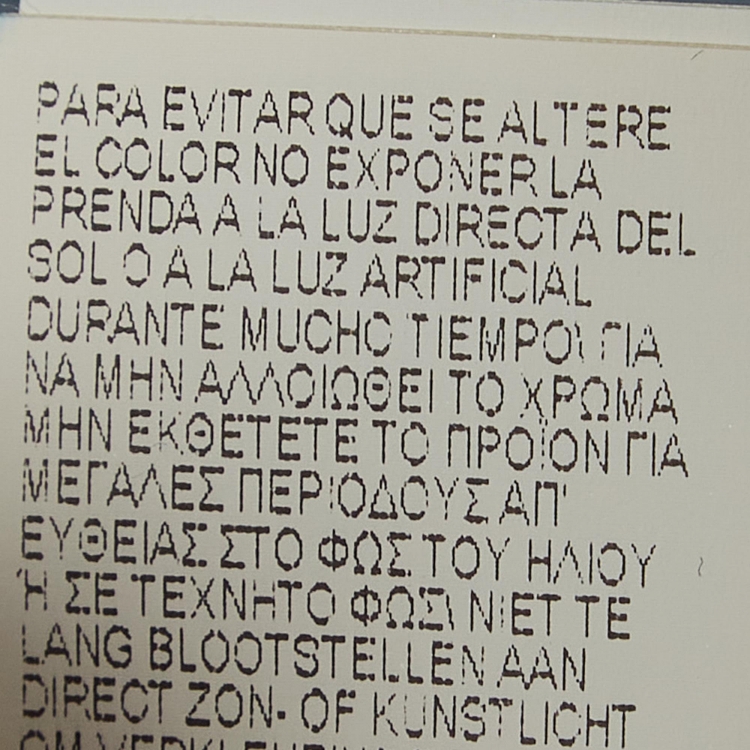 PARA EVITAR QUE SE ALTERE
EL COLOR NO EXPONER LA
PRENDA A LA LUZ DIRECTA DEL
SOL O A LA LUZ ARTIFICIAL
DURANTE MUCHO TIEMPO\ ΓΙΑ
ΝΑ ΜΗΝ ΑΛΛΟΙΩΘΕΙ ΤΟ ΧΡΩΜΑ
ΜΗΝ ΕΚΘΕΤΕΤΕ ΤΟ ΠΡΟΪΟΝ ΓΙΑ
ΜΕΓΑΛΕΣ ΠΕΡΙΟΔΟΥΣ ΑΠ'
ΕΥΘΕΙΑΣ ΣΤΟ ΦΩΣ ΤΟΥ ΗΛΙΟΥ
Ή ΣΕ ΤΕΧΝΗΤΟ ΦΩΣ\ NIET TE
LANG BLOOTSTELLEN AAN
DIRECT ZON- OF KUNSTLICHT
OM